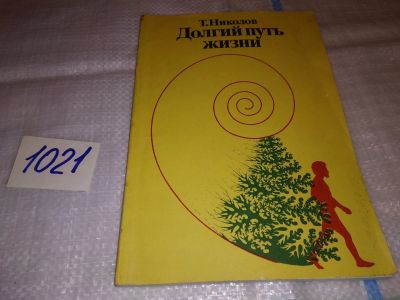 Т.Николов
Долгий путь
жизни
1021